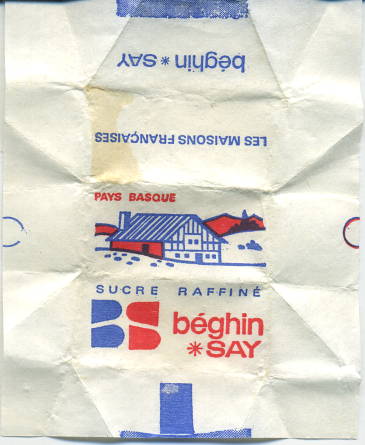 béghin * SAY
LES MAISONS FRANÇAISES
PAYS BASQUE
SUCRE RAFFINÉ
BS béghin
* SAY